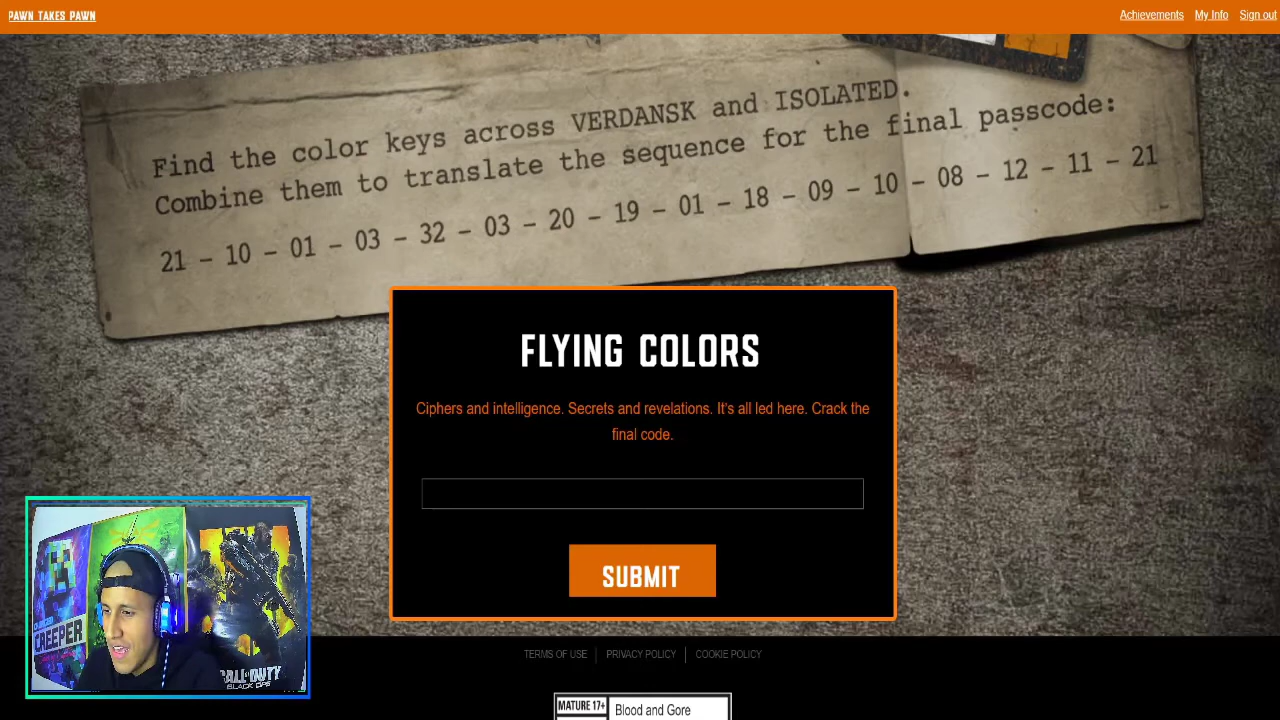 PAWN TAKES PAWN
Achievements My Info Sign out
Find the color keys across VERDANSK and ISOLATED.
Combine them to translate the sequence for the final passcode:
21 - 10 - 01 - 03 - 32 - 03 - 20 - 19 - 01 - 18 - 09 - 10 - 08 - 12 - 11 - 21
FLYING COLORS
Ciphers and intelligence. Secrets and revelations. It's all led here. Crack the
final code.
SUBMIT
CREEPER
CALL OF DUTY
BLACK OPS
TERMS OF USE PRIVACY POLICY COOKIE POLICY
MATURE 17+
Blood and Gore